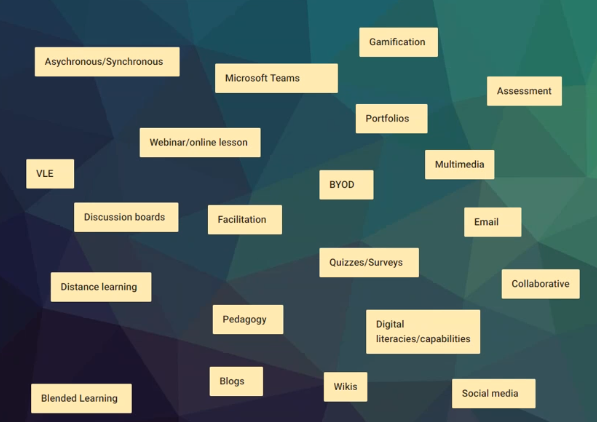 Gamification
Asychronous/Synchronous
Microsoft Teams
Assessment
Portfolios
Webinar/online lesson
Multimedia
VLE
BYOD
Discussion boards
Facilitation
Email
Quizzes/Surveys
Distance learning
Collaborative
Pedagogy
Digital
literacies/capabilities
Blogs
Wikis
Social media
Blended Learning